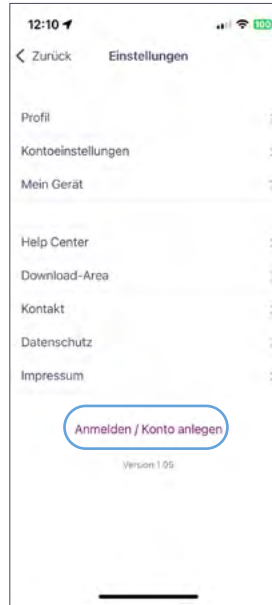 12:10
100
Zurück Einstellungen
Profil
Kontoeinstellungen
Mein Gerät
Help Center
Download-Area
Kontakt
Datenschutz
Impressum
Anmelden / Konto anlegen
Version 1.05